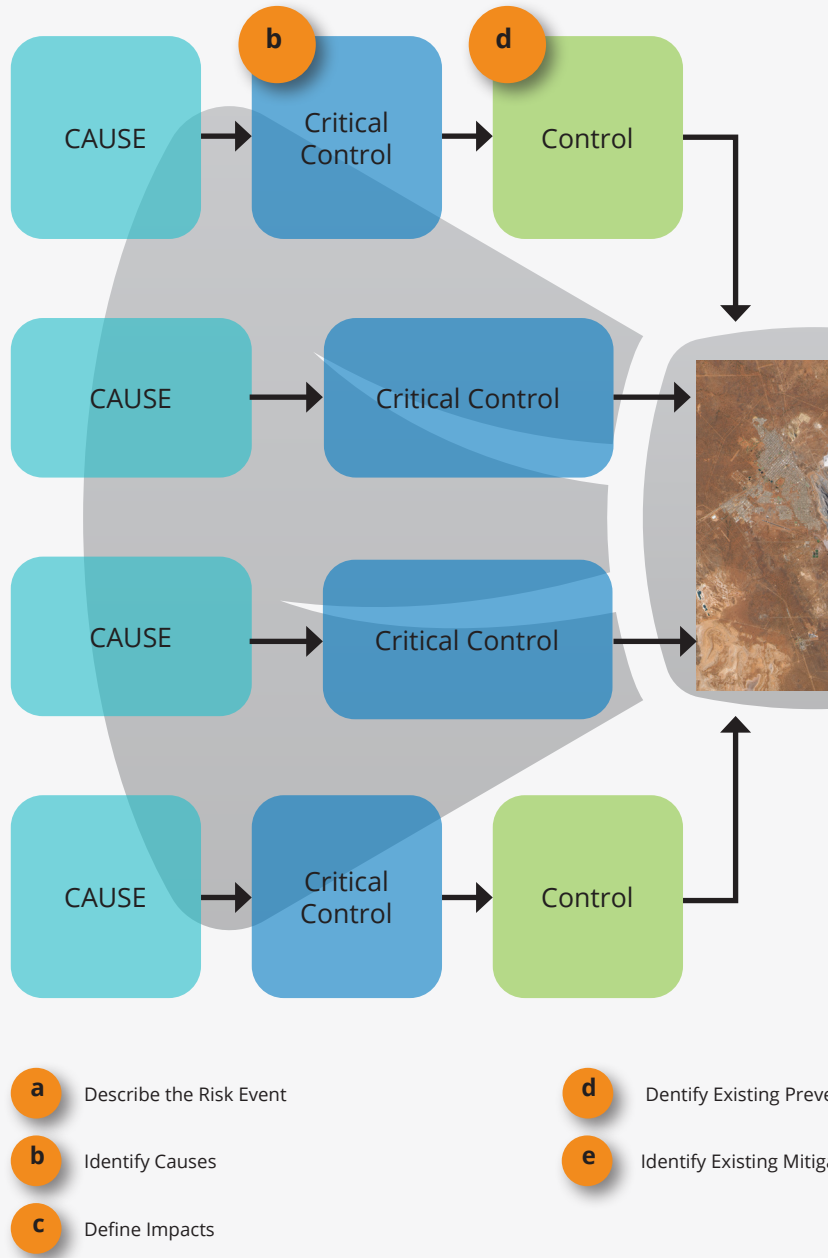 b
d
CAUSE
Critical
Control
Control
CAUSE
Critical Control
CAUSE
Critical Control
CAUSE
Critical
Control
Control
a Describe the Risk Event
b Identify Causes
c Define Impacts
d Dentify Existing Preve
e Identify Existing Mitiga